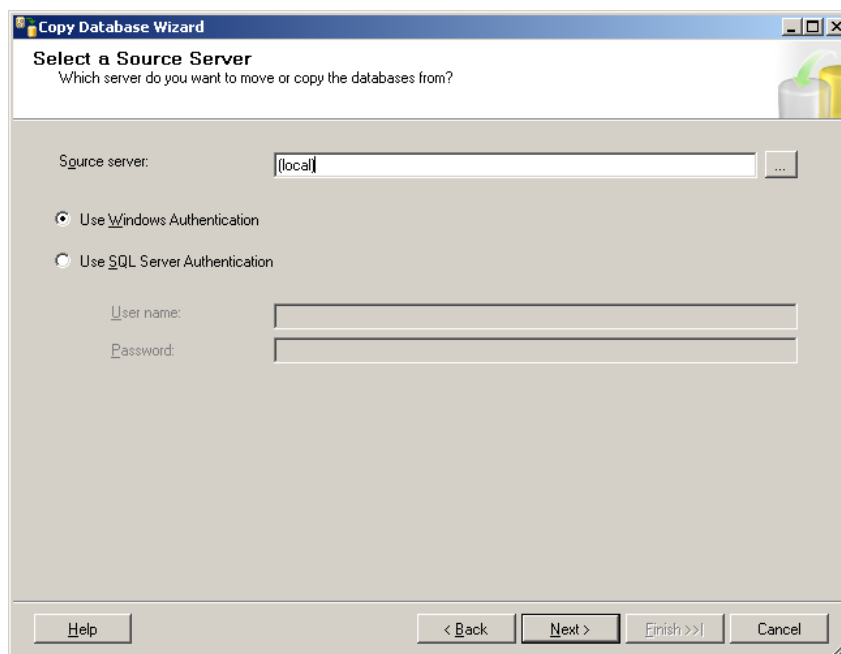 Copy Database Wizard
Select a Source Server
Which server do you want to move or copy the databases from?
Source server:
(local)
...
Use Windows Authentication
Use SQL Server Authentication
User name:
Password:
Help
< Back
Next >
Finish >>|
Cancel